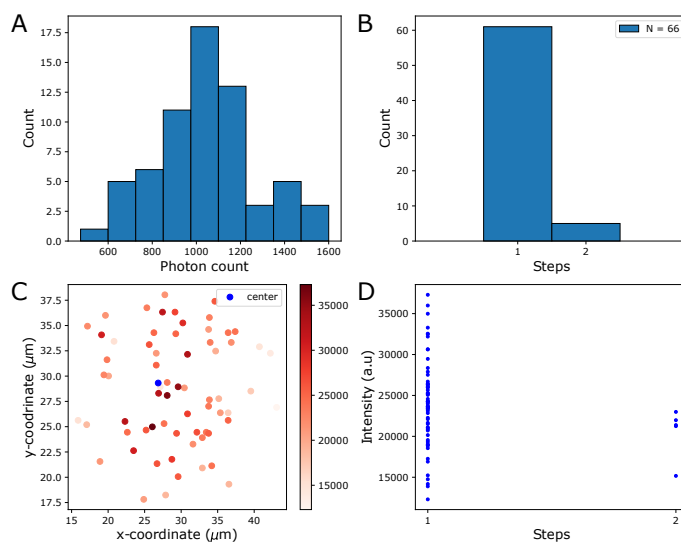 A
17.5
15.0
12.5
10.0
7.5
5.0
2.5
0.0
Count
600 800 1000 1200 1400 1600
Photon count
B
60
50
40
30
20
10
0
Count
N = 66
1 2
Steps
C
37.5
35.0
32.5
30.0
27.5
25.0
22.5
20.0
17.5
y-coodrinate (μm)
center
15 20 25 30 35 40
x-coordinate (μm)
35000
30000
25000
20000
15000
D
35000
30000
25000
20000
15000
Intensity (a.u)
1 2
Steps